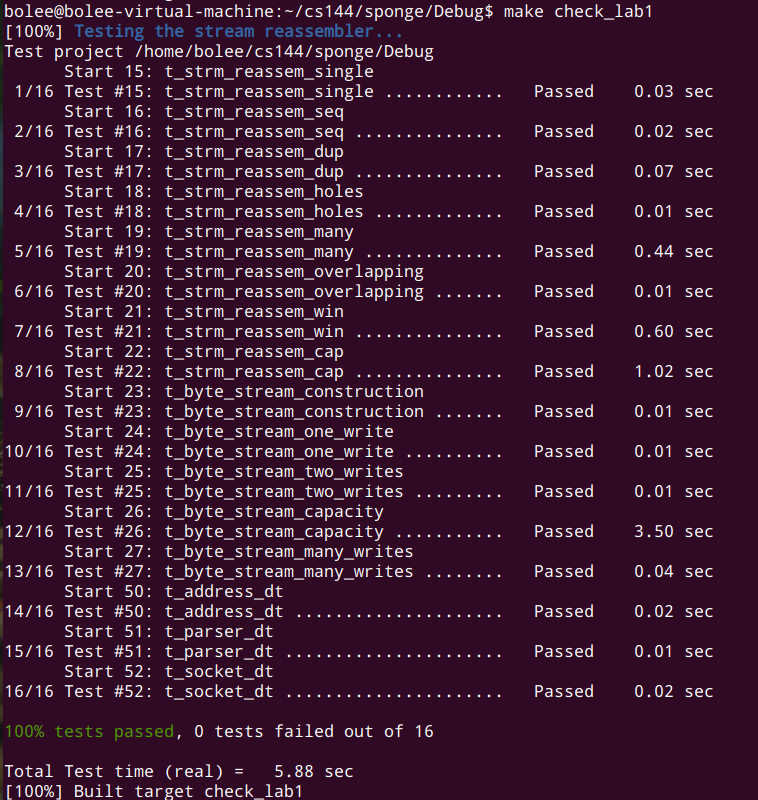 bolee@bolee-virtual-machine:~/cs144/sponge/Debug$ make check_lab1
[100%] Testing the stream reassembler...
Test project /home/bolee/cs144/sponge/Debug
      Start 15: t_strm_reassem_single
 1/16 Test #15: t_strm_reassem_single ............   Passed    0.03 sec
      Start 16: t_strm_reassem_seq
 2/16 Test #16: t_strm_reassem_seq ...............   Passed    0.02 sec
      Start 17: t_strm_reassem_dup
 3/16 Test #17: t_strm_reassem_dup ...............   Passed    0.07 sec
      Start 18: t_strm_reassem_holes
 4/16 Test #18: t_strm_reassem_holes .............   Passed    0.01 sec
      Start 19: t_strm_reassem_many
 5/16 Test #19: t_strm_reassem_many ..............   Passed    0.44 sec
      Start 20: t_strm_reassem_overlapping
 6/16 Test #20: t_strm_reassem_overlapping .......   Passed    0.01 sec
      Start 21: t_strm_reassem_win
 7/16 Test #21: t_strm_reassem_win ...............   Passed    0.60 sec
      Start 22: t_strm_reassem_cap
 8/16 Test #22: t_strm_reassem_cap ...............   Passed    1.02 sec
      Start 23: t_byte_stream_construction
 9/16 Test #23: t_byte_stream_construction .......   Passed    0.01 sec
      Start 24: t_byte_stream_one_write
10/16 Test #24: t_byte_stream_one_write ..........   Passed    0.01 sec
      Start 25: t_byte_stream_two_writes
11/16 Test #25: t_byte_stream_two_writes .........   Passed    0.01 sec
      Start 26: t_byte_stream_capacity
12/16 Test #26: t_byte_stream_capacity ...........   Passed    3.50 sec
      Start 27: t_byte_stream_many_writes
13/16 Test #27: t_byte_stream_many_writes ........   Passed    0.04 sec
      Start 50: t_address_dt
14/16 Test #50: t_address_dt .....................   Passed    0.02 sec
      Start 51: t_parser_dt
15/16 Test #51: t_parser_dt ......................   Passed    0.01 sec
      Start 52: t_socket_dt
16/16 Test #52: t_socket_dt ......................   Passed    0.02 sec

100% tests passed, 0 tests failed out of 16

Total Test time (real) =   5.88 sec
[100%] Built target check_lab1